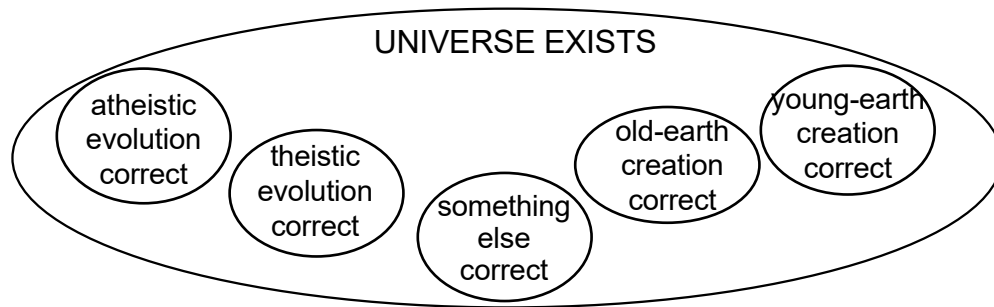 UNIVERSE EXISTS
atheistic
evolution
correct
theistic
evolution
correct
something
else
correct
old-earth
creation
correct
young-earth
creation
correct